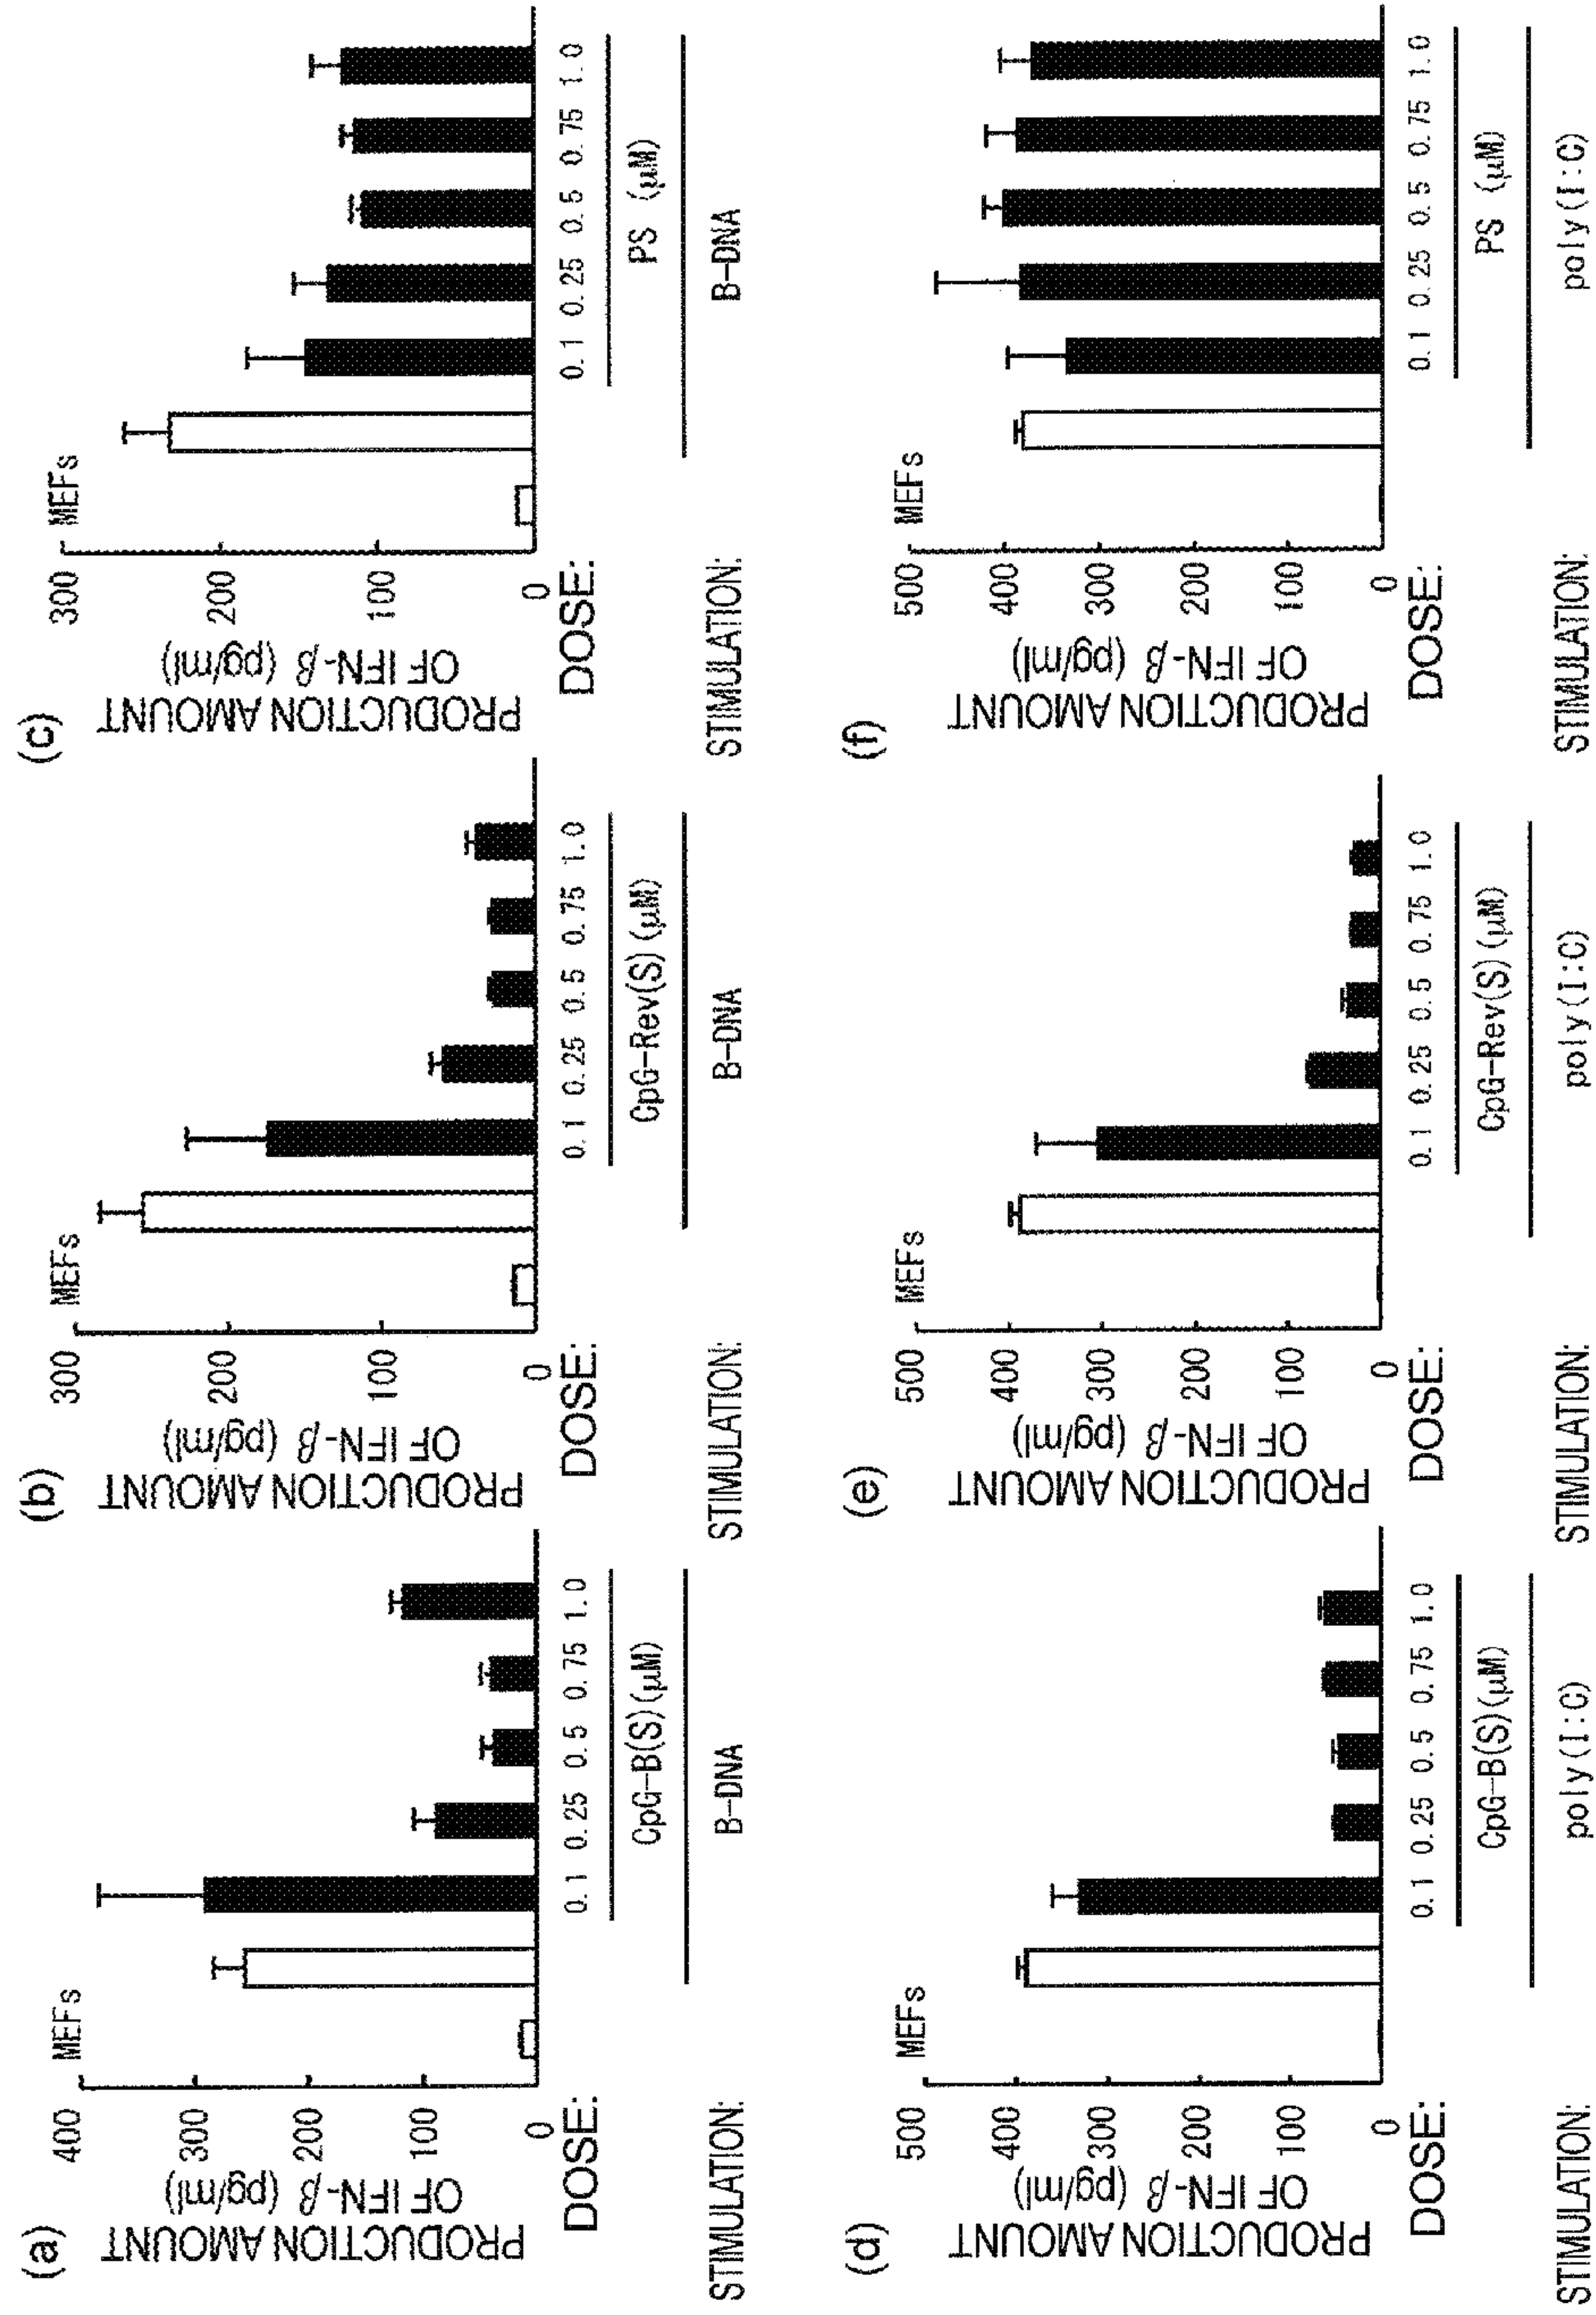 (a)
PRODUCTION AMOUNT
OF IFN-β (pg/ml)
400
300
200
100
0
MEFs
DOSE:
0.1 0.25 0.5 0.75 1.0
CpG-B(S)(μM)
STIMULATION:
B-DNA
(b)
PRODUCTION AMOUNT
OF IFN-β (pg/ml)
300
200
100
0
MEFs
DOSE:
0.1 0.25 0.5 0.75 1.0
CpG-Rev(S)(μM)
STIMULATION:
B-DNA
(c)
PRODUCTION AMOUNT
OF IFN-β (pg/ml)
300
200
100
0
MEFs
DOSE:
0.1 0.25 0.5 0.75 1.0
PS (μM)
STIMULATION:
B-DNA
(d)
PRODUCTION AMOUNT
OF IFN-β (pg/ml)
500
400
300
200
100
0
MEFs
DOSE:
0.1 0.25 0.5 0.75 1.0
CpG-B(S)(μM)
STIMULATION:
poly(I:C)
(e)
PRODUCTION AMOUNT
OF IFN-β (pg/ml)
500
400
300
200
100
0
MEFs
DOSE:
0.1 0.25 0.5 0.75 1.0
CpG-Rev(S)(μM)
STIMULATION:
poly(I:C)
(f)
PRODUCTION AMOUNT
OF IFN-β (pg/ml)
500
400
300
200
100
0
MEFs
DOSE:
0.1 0.25 0.5 0.75 1.0
PS (μM)
STIMULATION:
poly(I:C)